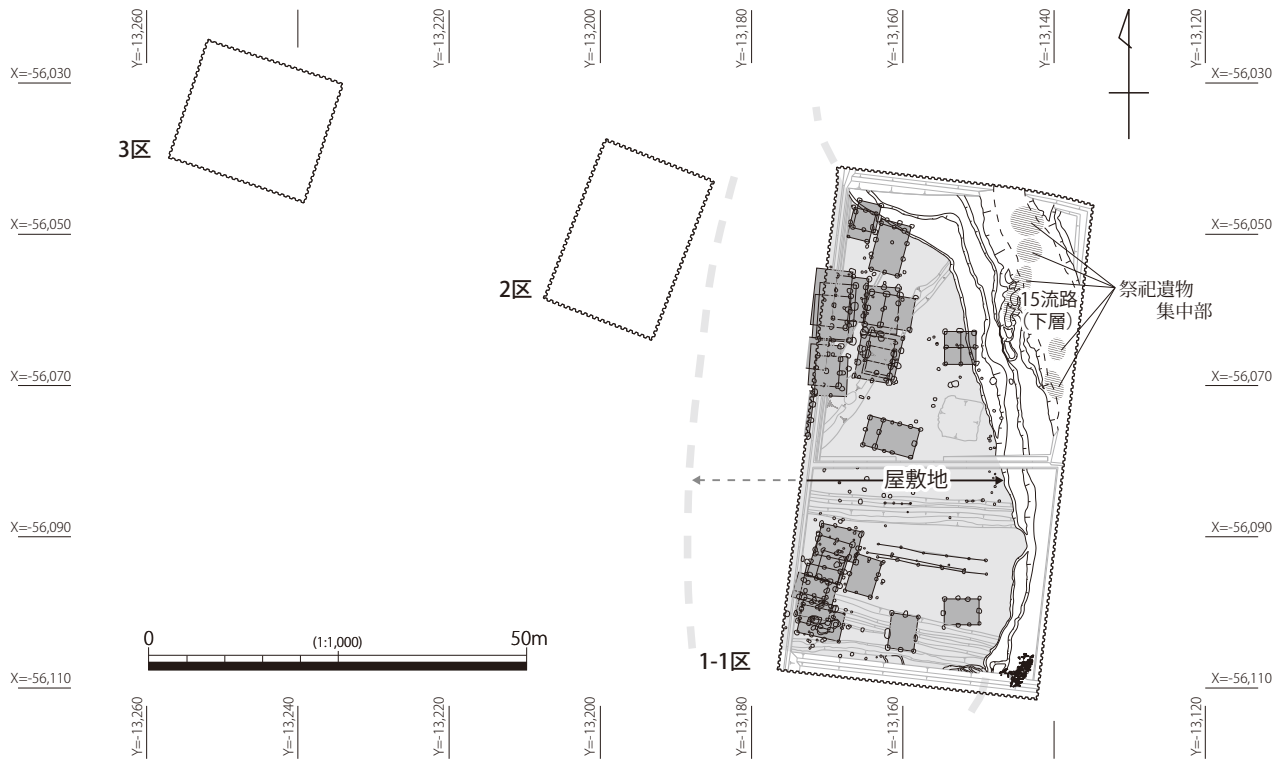 Y=-13,260
Y=-13,220
Y=-13,200
Y=-13,180
Y=-13,160
Y=-13,140
Y=-13,120
X=-56,030
X=-56,030
3区
X=-56,050
X=-56,050
2区
15流路
(下層)
祭祀遺物
集中部
X=-56,070
X=-56,070
屋敷地
X=-56,090
X=-56,090
0
(1:1,000)
50m
1-1区
X=-56,110
X=-56,110
Y=-13,260
Y=-13,240
Y=-13,220
Y=-13,200
Y=-13,180
Y=-13,160
Y=-13,120